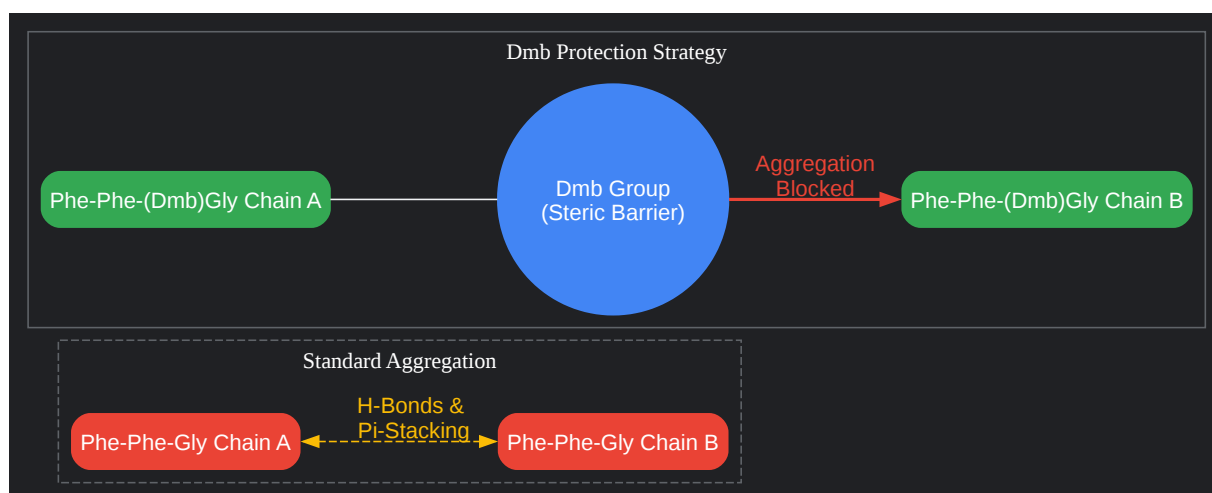 Dmb Protection Strategy
Phe-Phe-(Dmb)Gly Chain A
Dmb Group
(Steric Barrier)
Aggregation
Blocked
Phe-Phe-(Dmb)Gly Chain B
Standard Aggregation
Phe-Phe-Gly Chain A
H-Bonds &
Pi-Stacking
Phe-Phe-Gly Chain B